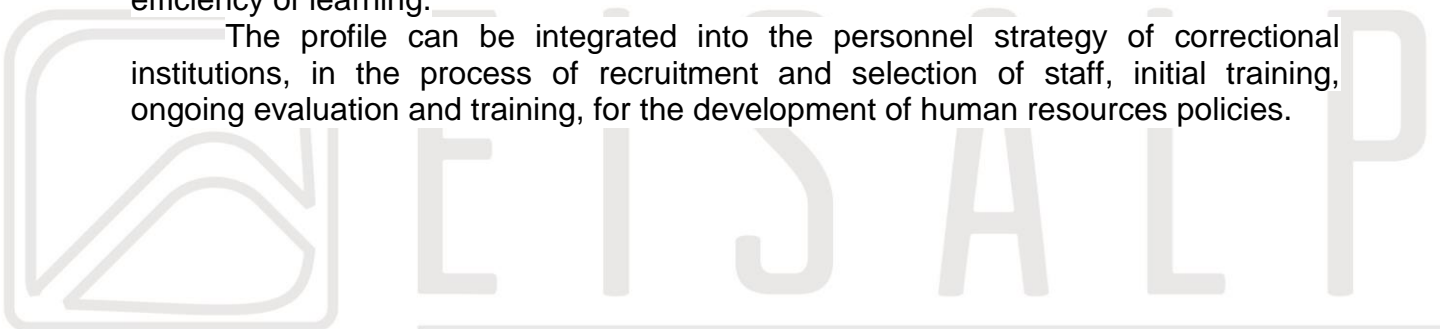 efficiency of learning.
The profile can be integrated into the personnel strategy of correctional
institutions, in the process of recruitment and selection of staff, initial training,
ongoing evaluation and training, for the development of human resources policies.
EISALP